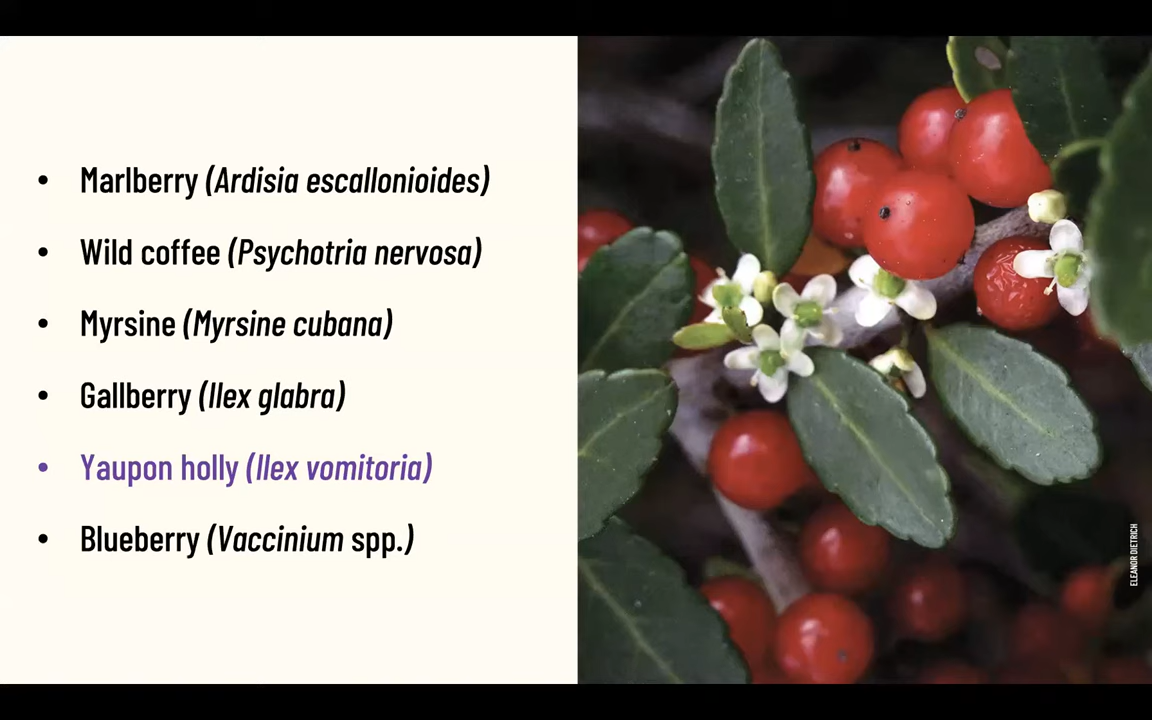 • Marlberry (Ardisia escallonioides)
• Wild coffee (Psychotria nervosa)
• Myrsine (Myrsine cubana)
• Gallberry (Ilex glabra)
• Yaupon holly (Ilex vomitoria)
• Blueberry (Vaccinium spp.)
ELEANOR DIETRICH